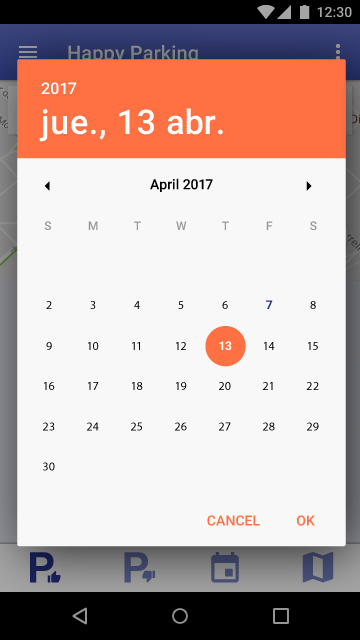 12:30
Happy Parking
2017
jue., 13 abr.
April 2017
S M T W T F S
2 3 4 5 6 7 8
9 10 11 12 13 14 15
16 17 18 19 20 21 22
23 24 25 26 27 28 29
30
CANCEL OK
P P